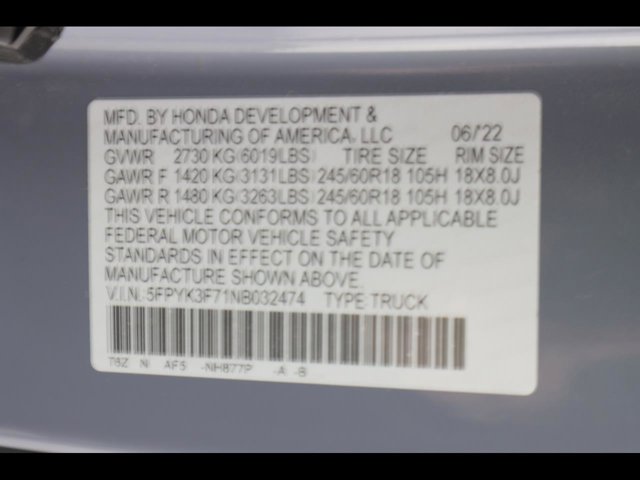 MFD. BY HONDA DEVELOPMENT &
MANUFACTURING OF AMERICA, LLC 06/22
GVWR 2730 KG(6019LBS) TIRE SIZE RIM SIZE
GAWR F 1420 KG(3131LBS) 245/60R18 105H 18X8.0J
GAWR R 1480 KG(3263LBS) 245/60R18 105H 18X8.0J
THIS VEHICLE CONFORMS TO ALL APPLICABLE
FEDERAL MOTOR VEHICLE SAFETY
STANDARDS IN EFFECT ON THE DATE OF
MANUFACTURE SHOWN ABOVE.
V.I.N.:5FPYK3F71NB032474 TYPE:TRUCK
AF5 -NH877P -A -B